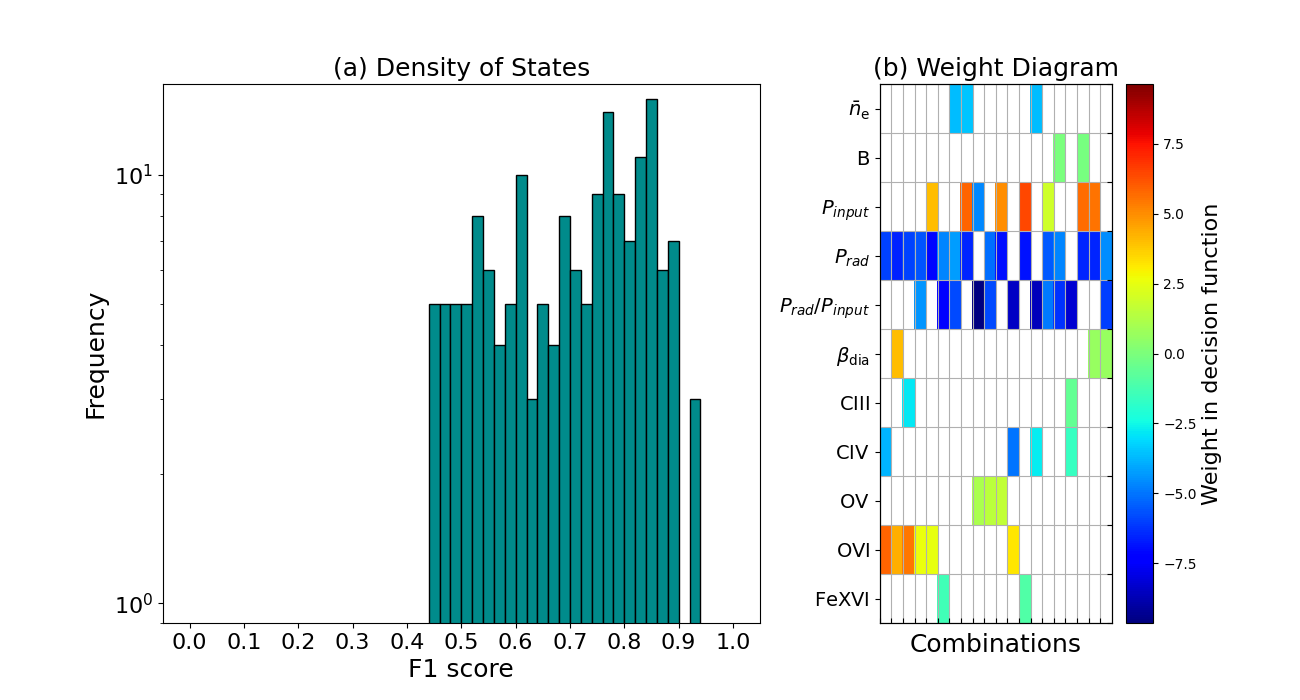 (a) Density of States
Frequency
10¹
10⁰
0.0 0.1 0.2 0.3 0.4 0.5 0.6 0.7 0.8 0.9 1.0
F1 score
(b) Weight Diagram
n̄e
B
Pinput
Prad
Prad/Pinput
βdia
CIII
CIV
OV
OVI
FeXVI
Combinations
7.5
5.0
2.5
0.0
−2.5
−5.0
−7.5
Weight in decision function